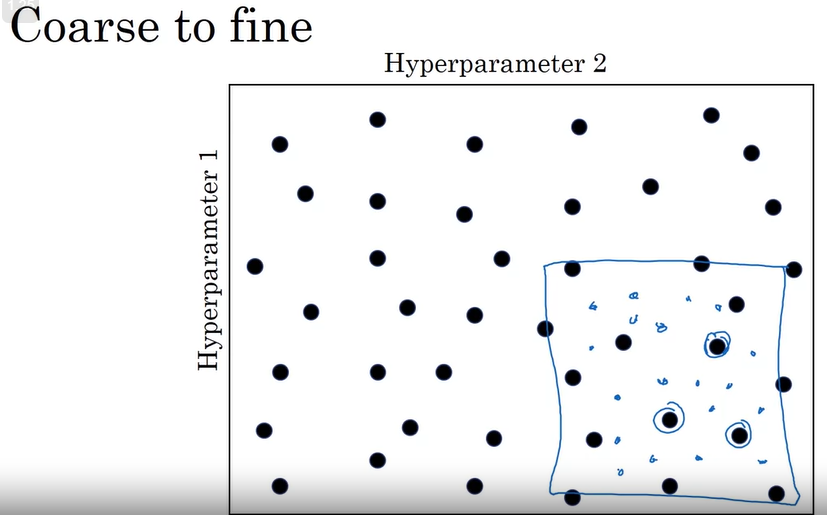 Coarse to fine
Hyperparameter 2
Hyperparameter 1